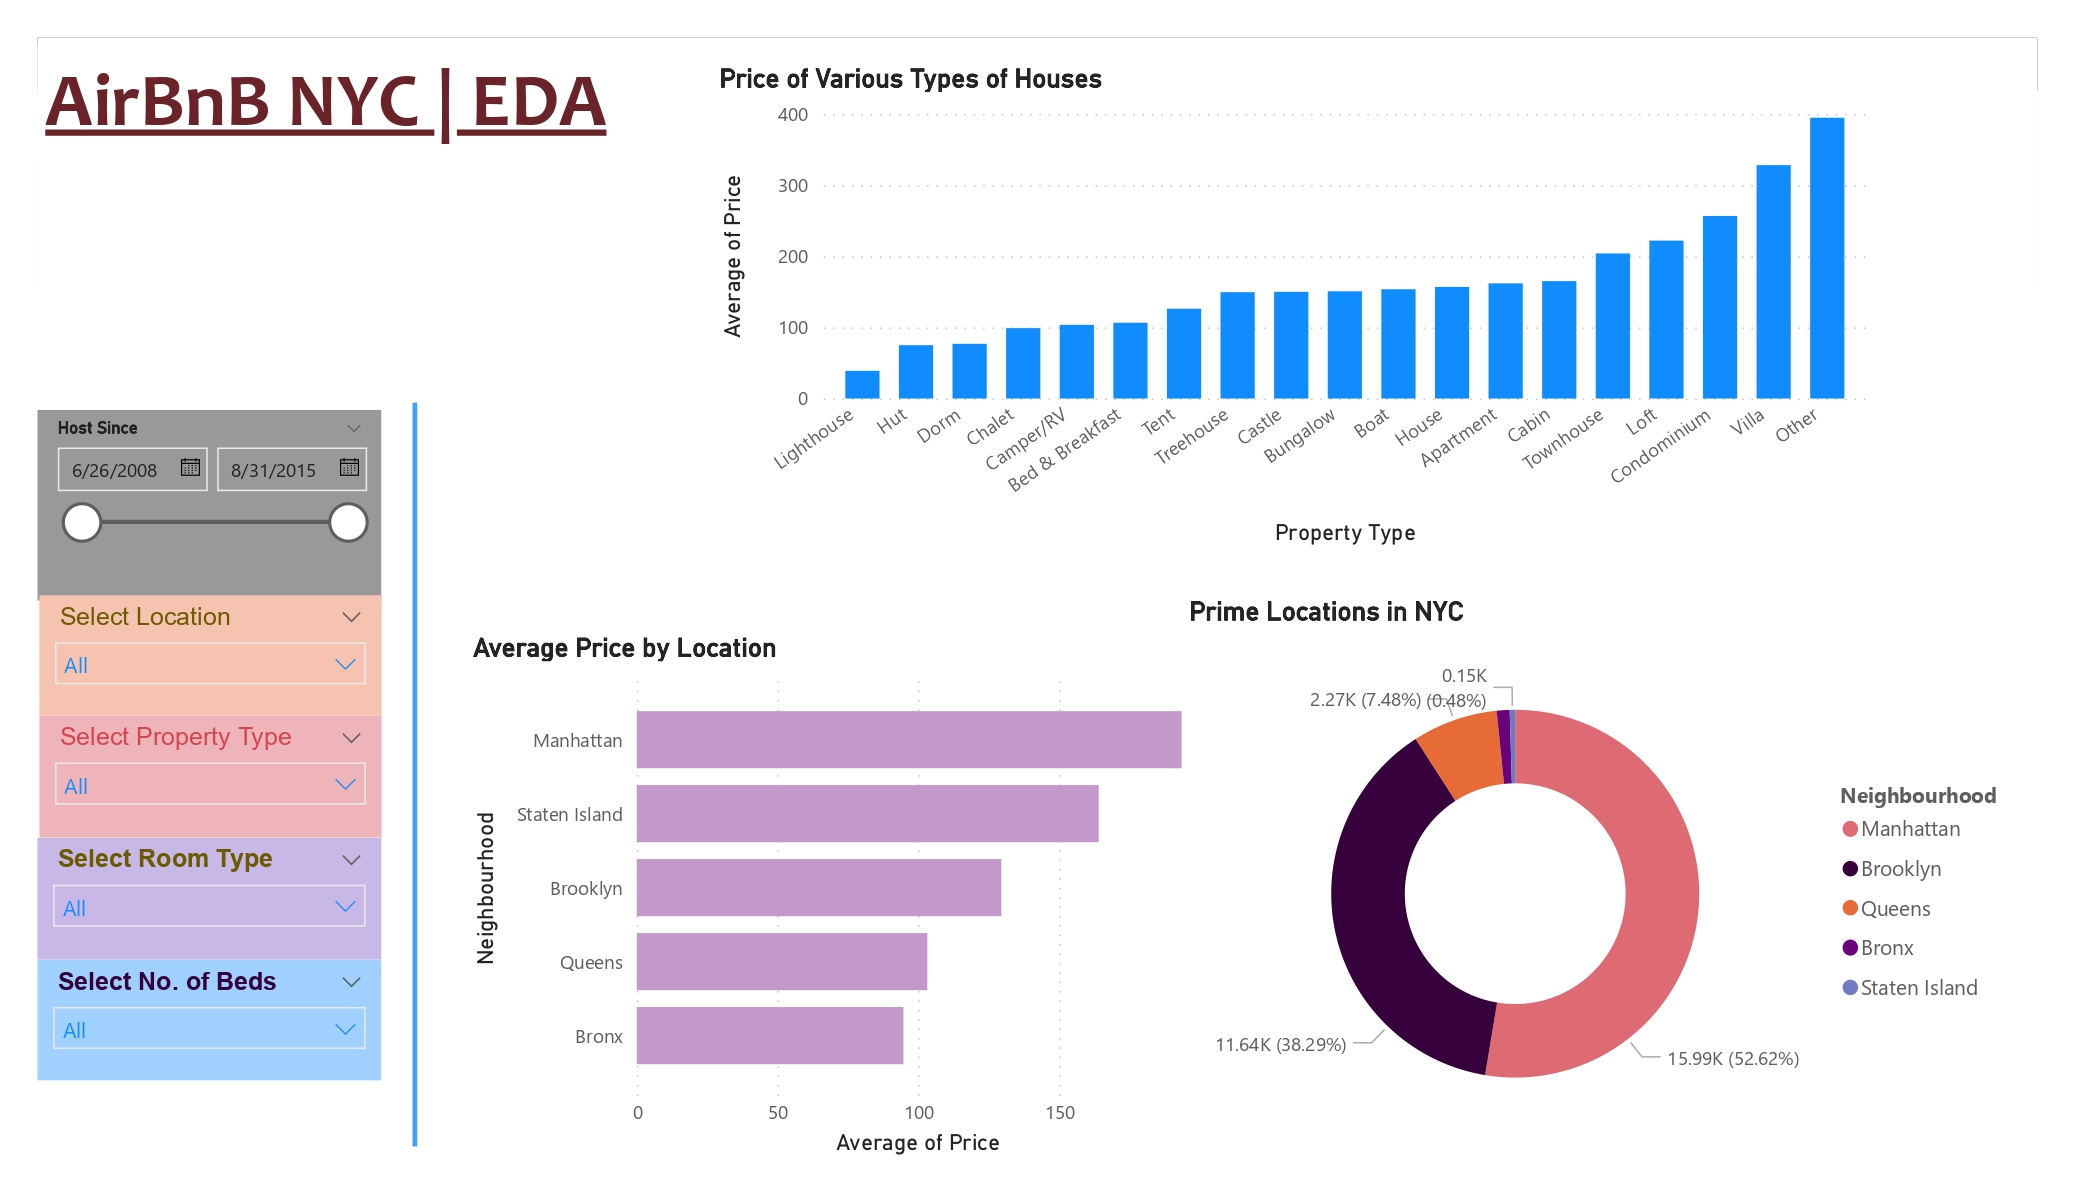 AirBnB NYC | EDA
Price of Various Types of Houses
Average of Price
400
300
200
100
0
Lighthouse
Hut
Dorm
Chalet
Camper/RV
Bed & Breakfast
Tent
Treehouse
Castle
Bungalow
Boat
House
Apartment
Cabin
Townhouse
Loft
Condominium
Villa
Other
Property Type
Host Since
6/26/2008
8/31/2015
Select Location
All
Select Property Type
All
Select Room Type
All
Select No. of Beds
All
Average Price by Location
Neighbourhood
Manhattan
Staten Island
Brooklyn
Queens
Bronx
0
50
100
150
Average of Price
Prime Locations in NYC
0.15K
(0.48%)
2.27K (7.48%)
11.64K (38.29%)
15.99K (52.62%)
Neighbourhood
Manhattan
Brooklyn
Queens
Bronx
Staten Island